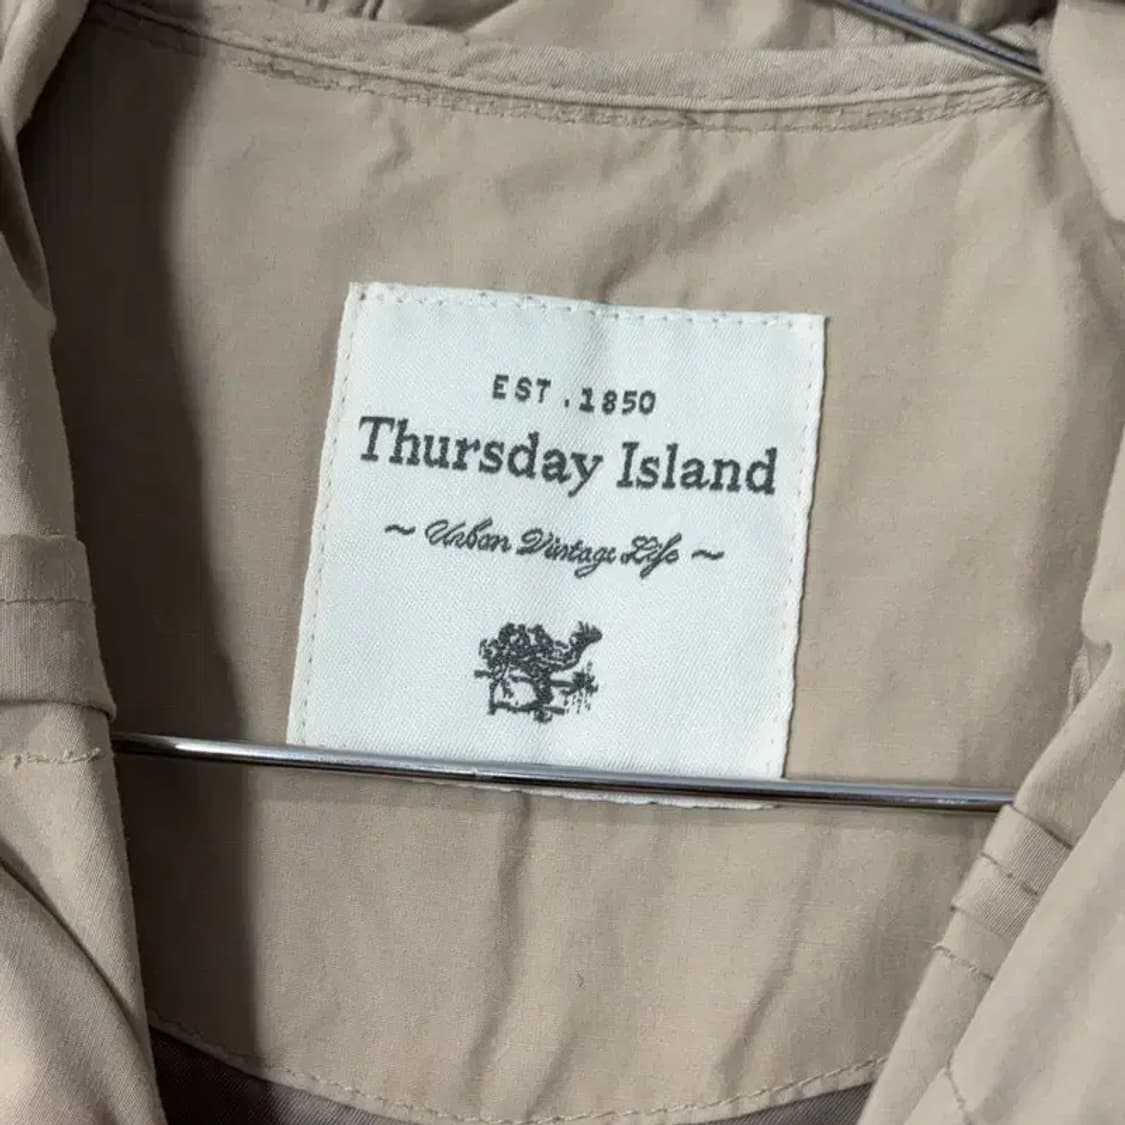 EST.1850
Thursday Island
~ Urban Vintage Life ~